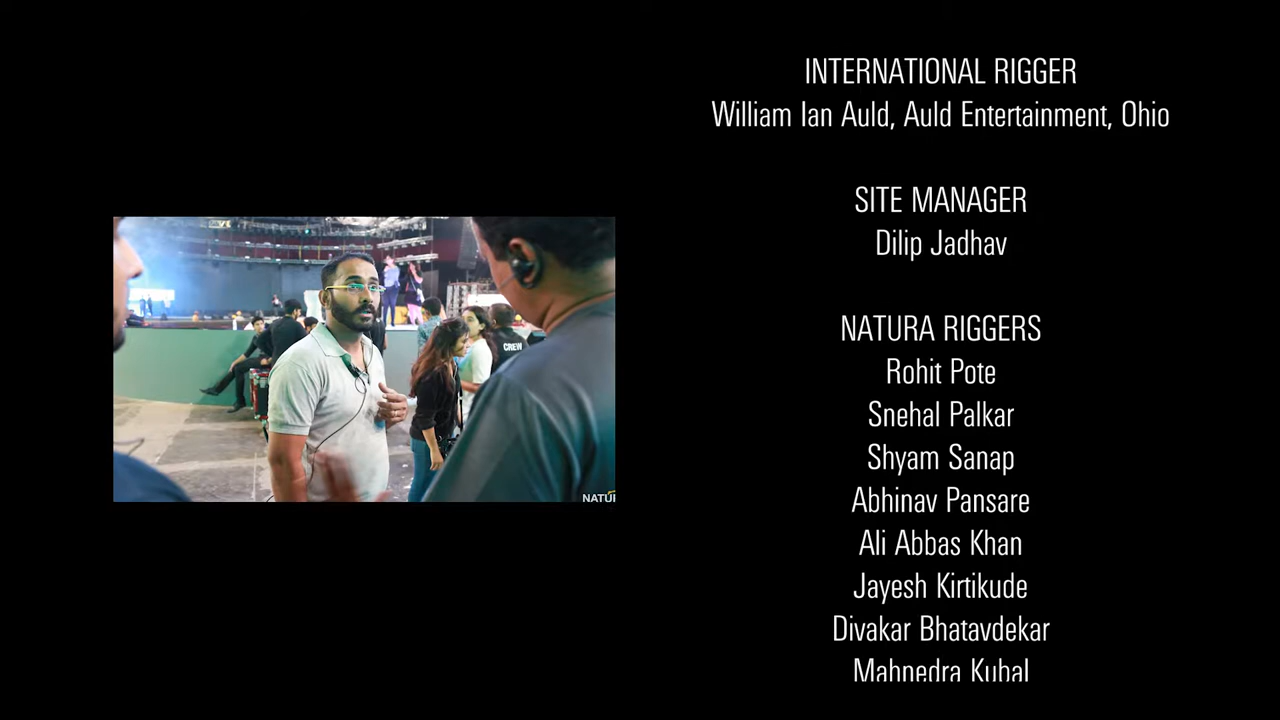 INTERNATIONAL RIGGER
William Ian Auld, Auld Entertainment, Ohio
SITE MANAGER
Dilip Jadhav
NATURA RIGGERS
Rohit Pote
Snehal Palkar
Shyam Sanap
Abhinav Pansare
Ali Abbas Khan
Jayesh Kirtikude
Divakar Bhatavdekar
Mahnedra Kubal
CREW
NATUR